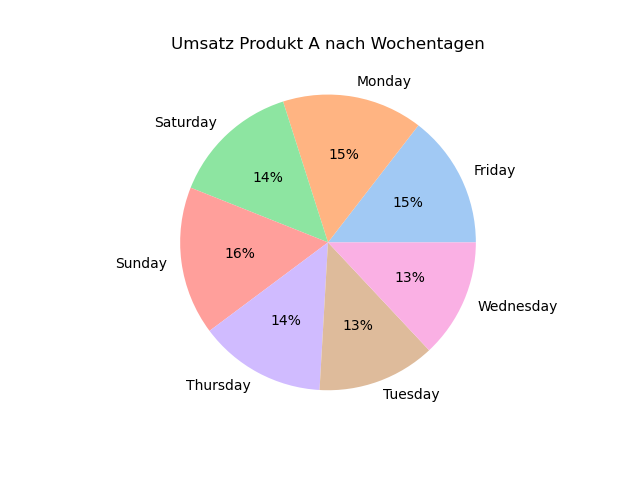 Umsatz Produkt A nach Wochentagen
Monday
Saturday
15%
Friday
14%
15%
Sunday
16%
13%
Wednesday
14%
13%
Thursday
Tuesday